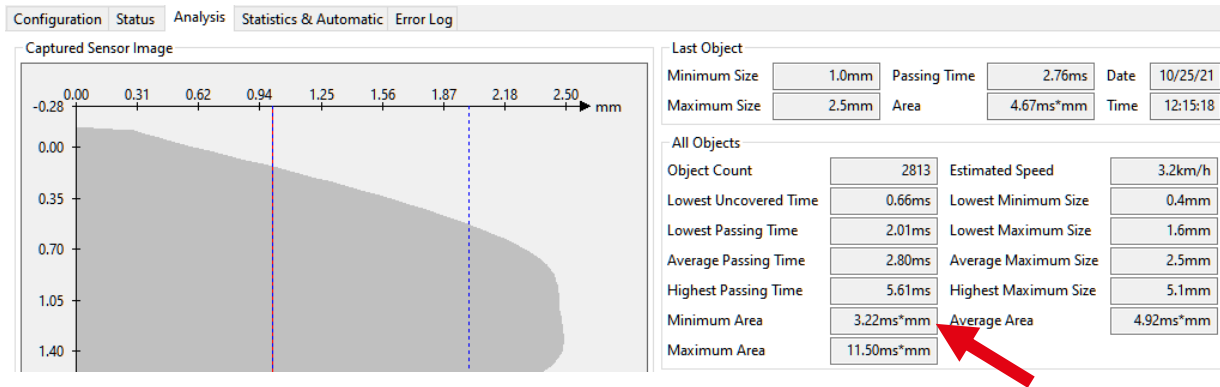 Configuration Status Analysis Statistics & Automatic Error Log
Captured Sensor Image
0.00 0.31 0.62 0.94 1.25 1.56 1.87 2.18 2.50
-0.28 mm
0.00
0.35
0.70
1.05
1.40
Last Object
Minimum Size 1.0mm Passing Time 2.76ms Date 10/25/21
Maximum Size 2.5mm Area 4.67ms*mm Time 12:15:18
All Objects
Object Count 2813 Estimated Speed 3.2km/h
Lowest Uncovered Time 0.66ms Lowest Minimum Size 0.4mm
Lowest Passing Time 2.01ms Lowest Maximum Size 1.6mm
Average Passing Time 2.80ms Average Maximum Size 2.5mm
Highest Passing Time 5.61ms Highest Maximum Size 5.1mm
Minimum Area 3.22ms*mm Average Area 4.92ms*mm
Maximum Area 11.50ms*mm